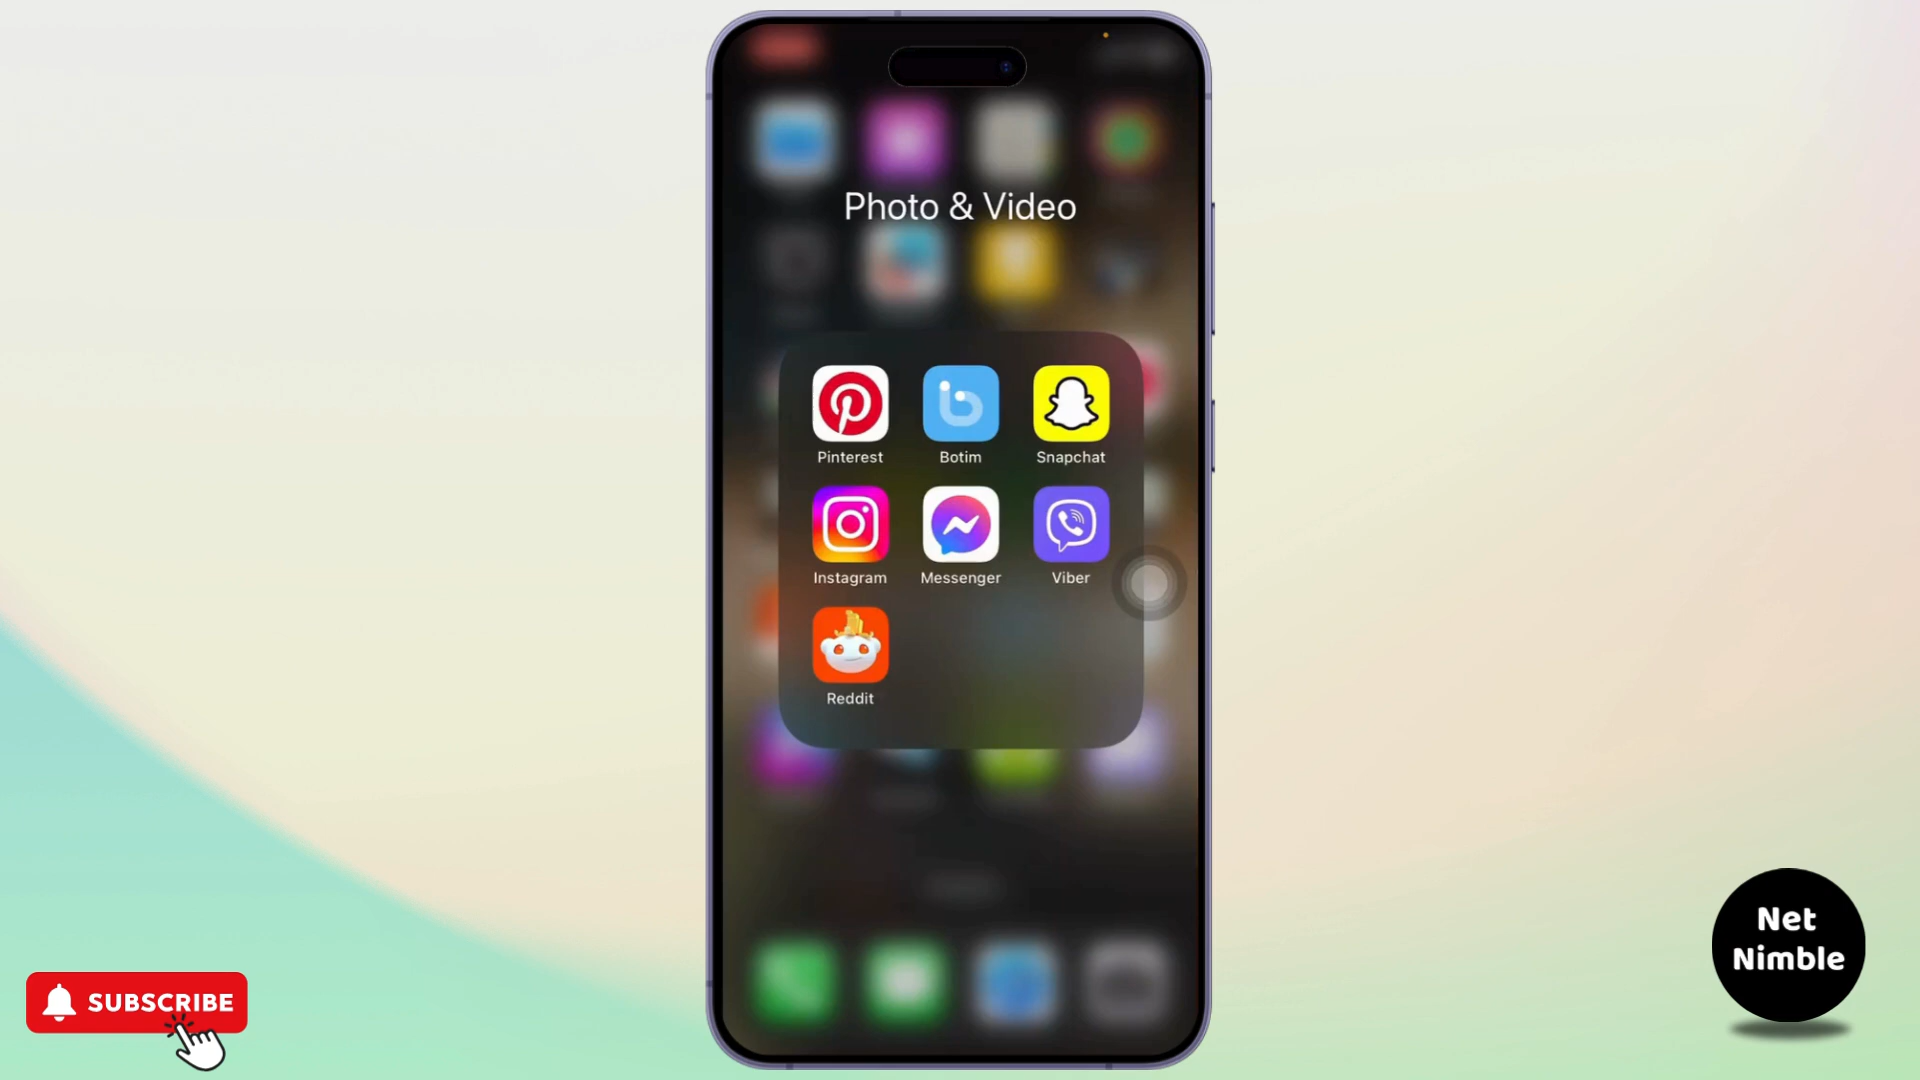 Photo & Video
Pinterest
Botim
Snapchat
Instagram
Messenger
Viber
Reddit
SUBSCRIBE
Net
Nimble